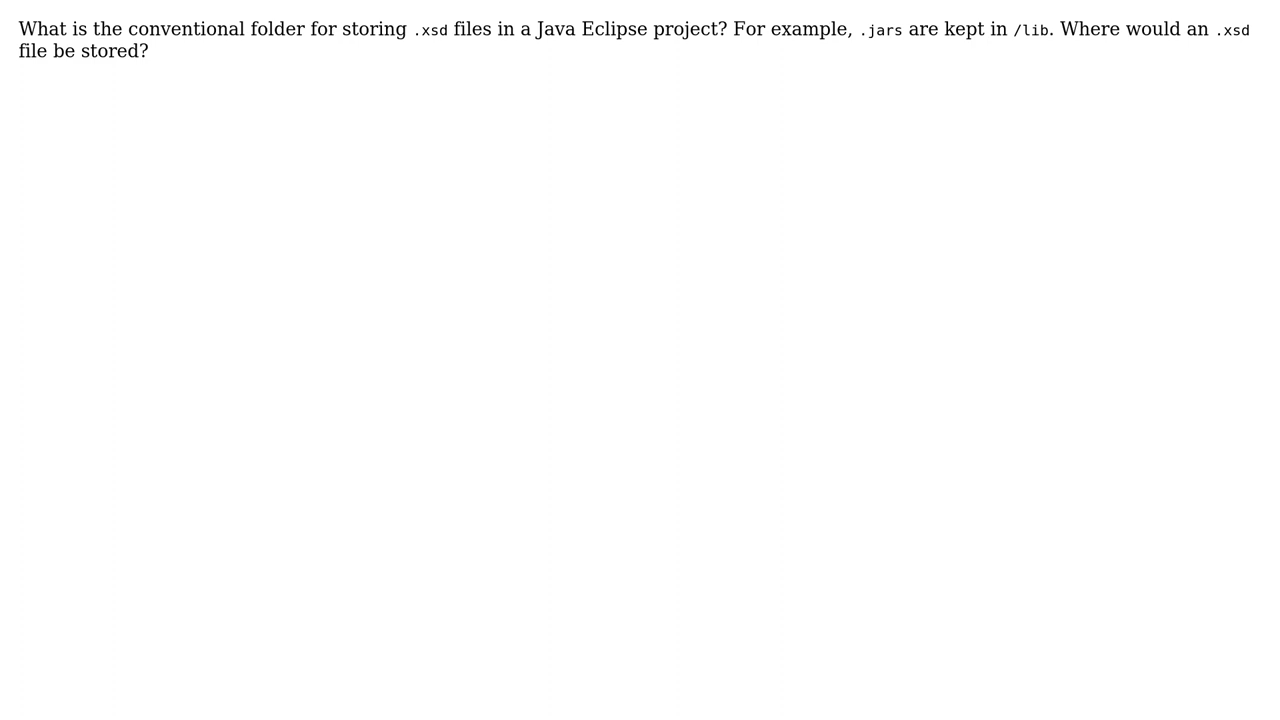 What is the conventional folder for storing .xsd files in a Java Eclipse project? For example, .jars are kept in /lib. Where would an .xsd
file be stored?